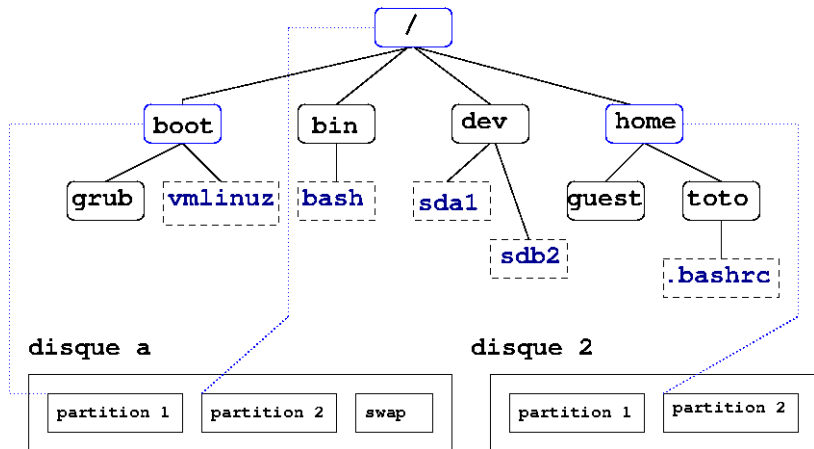 /
boot
bin
dev
home
grub
vmlinuz
bash
sda1
guest
toto
sdb2
.bashrc
disque a
disque 2
partition 1
partition 2
swap
partition 1
partition 2